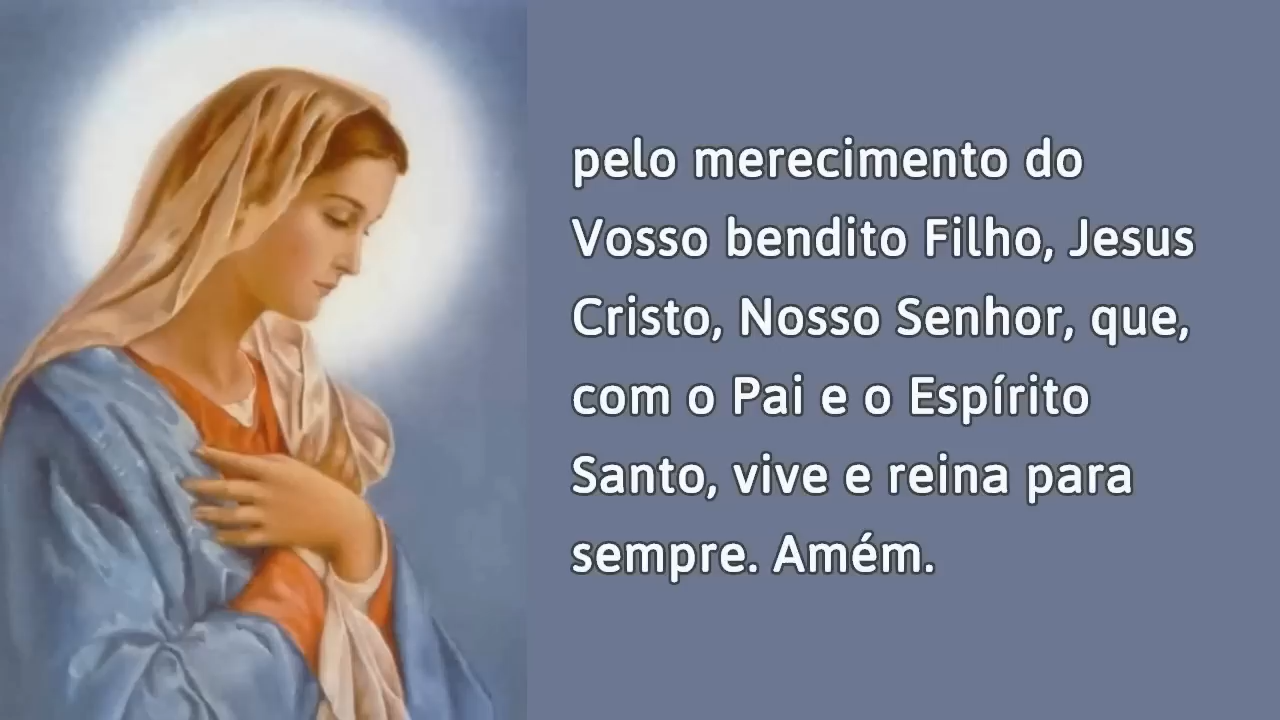 pelo merecimento do
Vosso bendito Filho, Jesus
Cristo, Nosso Senhor, que,
com o Pai e o Espírito
Santo, vive e reina para
sempre. Amém.